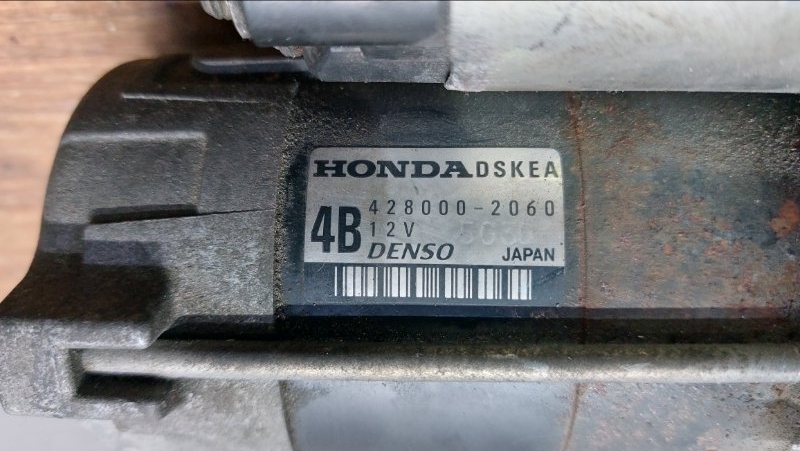 HONDA DSKEA
4B 428000-2060
12V
DENSO JAPAN